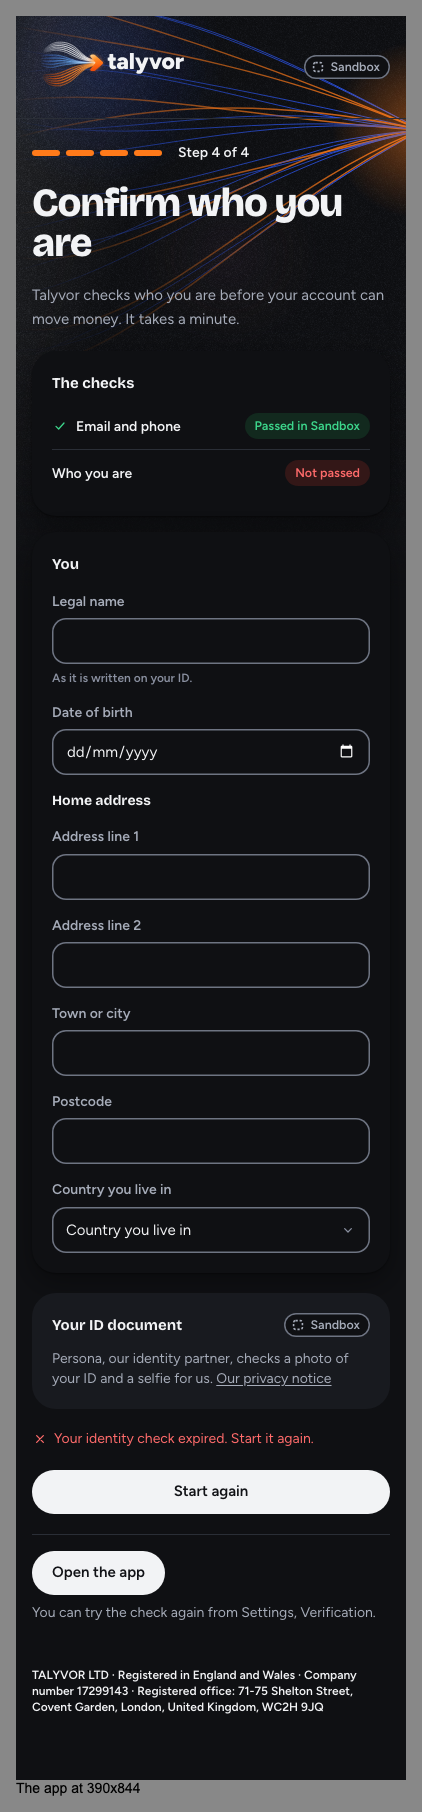 talyvor
Sandbox
Step 4 of 4
Confirm who you
are
Talyvor checks who you are before your account can
move money. It takes a minute.
The checks
Email and phone
Passed in Sandbox
Who you are
Not passed
You
Legal name
As it is written on your ID.
Date of birth
dd/mm/yyyy
Home address
Address line 1
Address line 2
Town or city
Postcode
Country you live in
Country you live in
Your ID document
Sandbox
Persona, our identity partner, checks a photo of
your ID and a selfie for us. Our privacy notice
Your identity check expired. Start it again.
Start again
Open the app
You can try the check again from Settings, Verification.
TALYVOR LTD · Registered in England and Wales · Company
number 17299143 · Registered office: 71-75 Shelton Street,
Covent Garden, London, United Kingdom, WC2H 9JQ
The app at 390x844